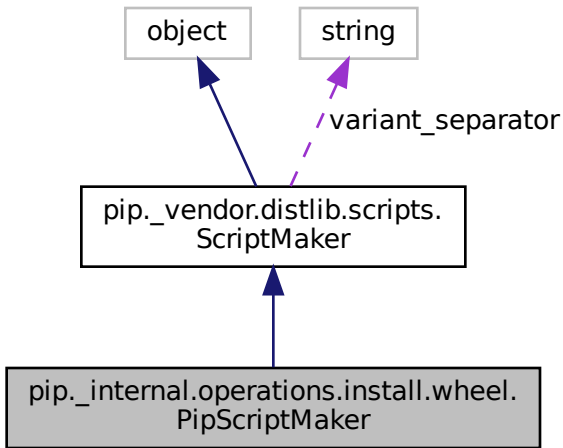 object
string
variant_separator
pip._vendor.distlib.scripts.
ScriptMaker
pip._internal.operations.install.wheel.
PipScriptMaker